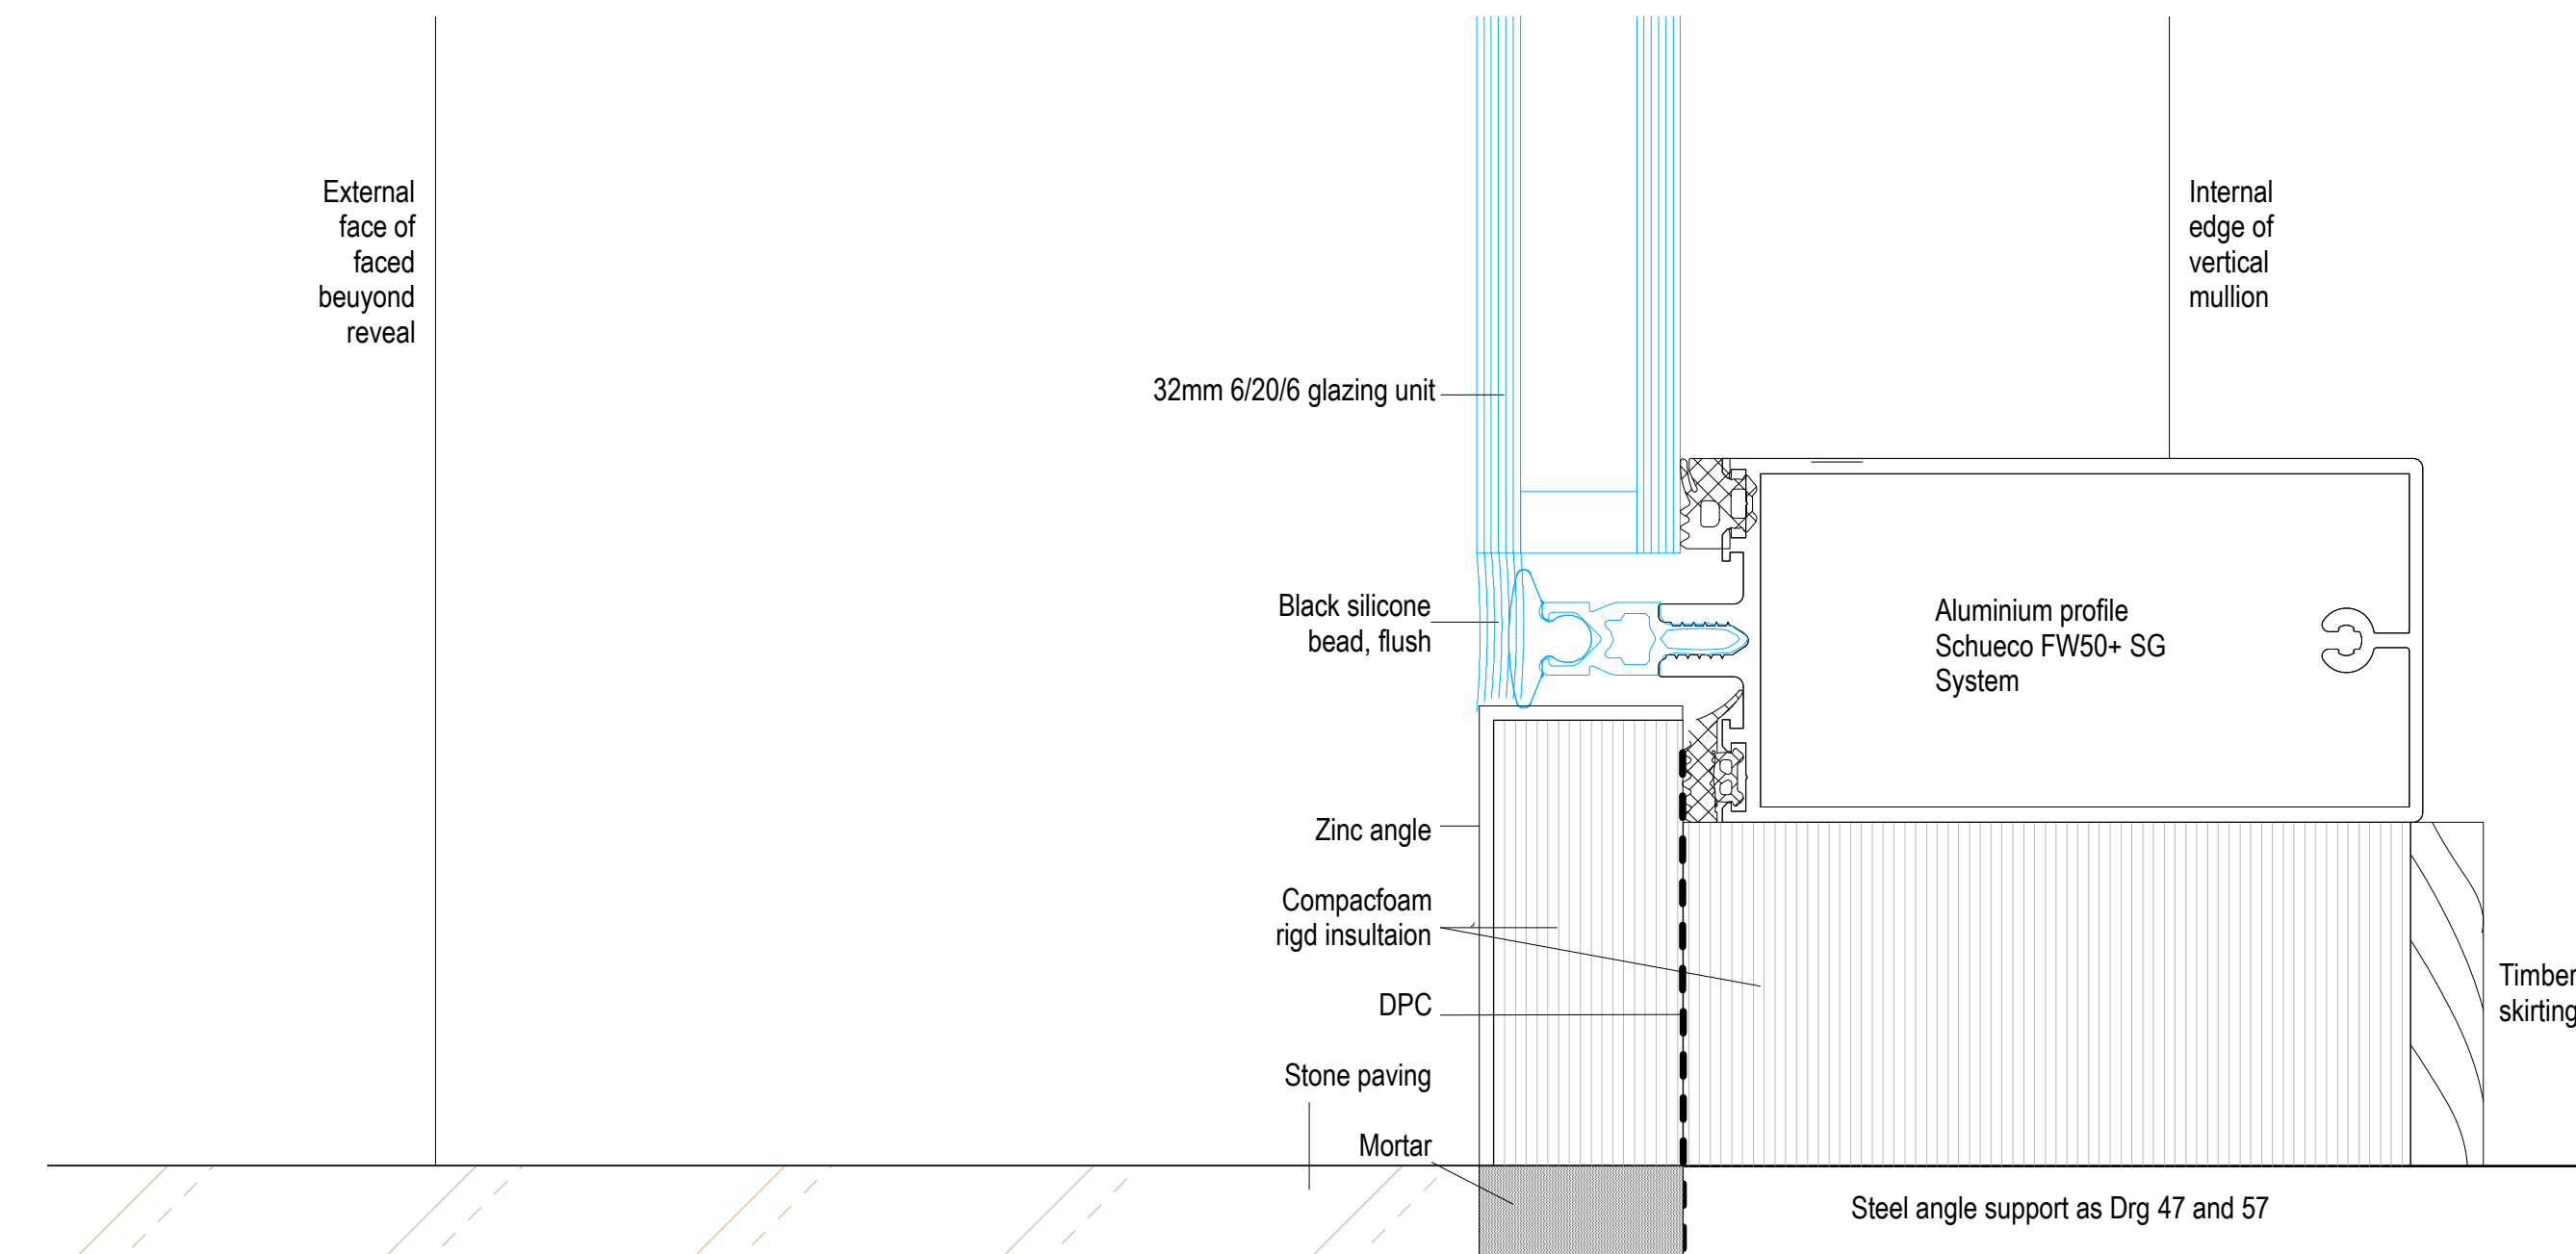 External
face of
faced
beuyond
reveal
Internal
edge of
vertical
mullion
32mm 6/20/6 glazing unit
Black silicone
bead, flush
Aluminium profile
Schueco FW50+ SG
System
Zinc angle
Compacfoam
rigd insultaion
DPC
Timber
skirting
Stone paving
Mortar
Steel angle support as Drg 47 and 57